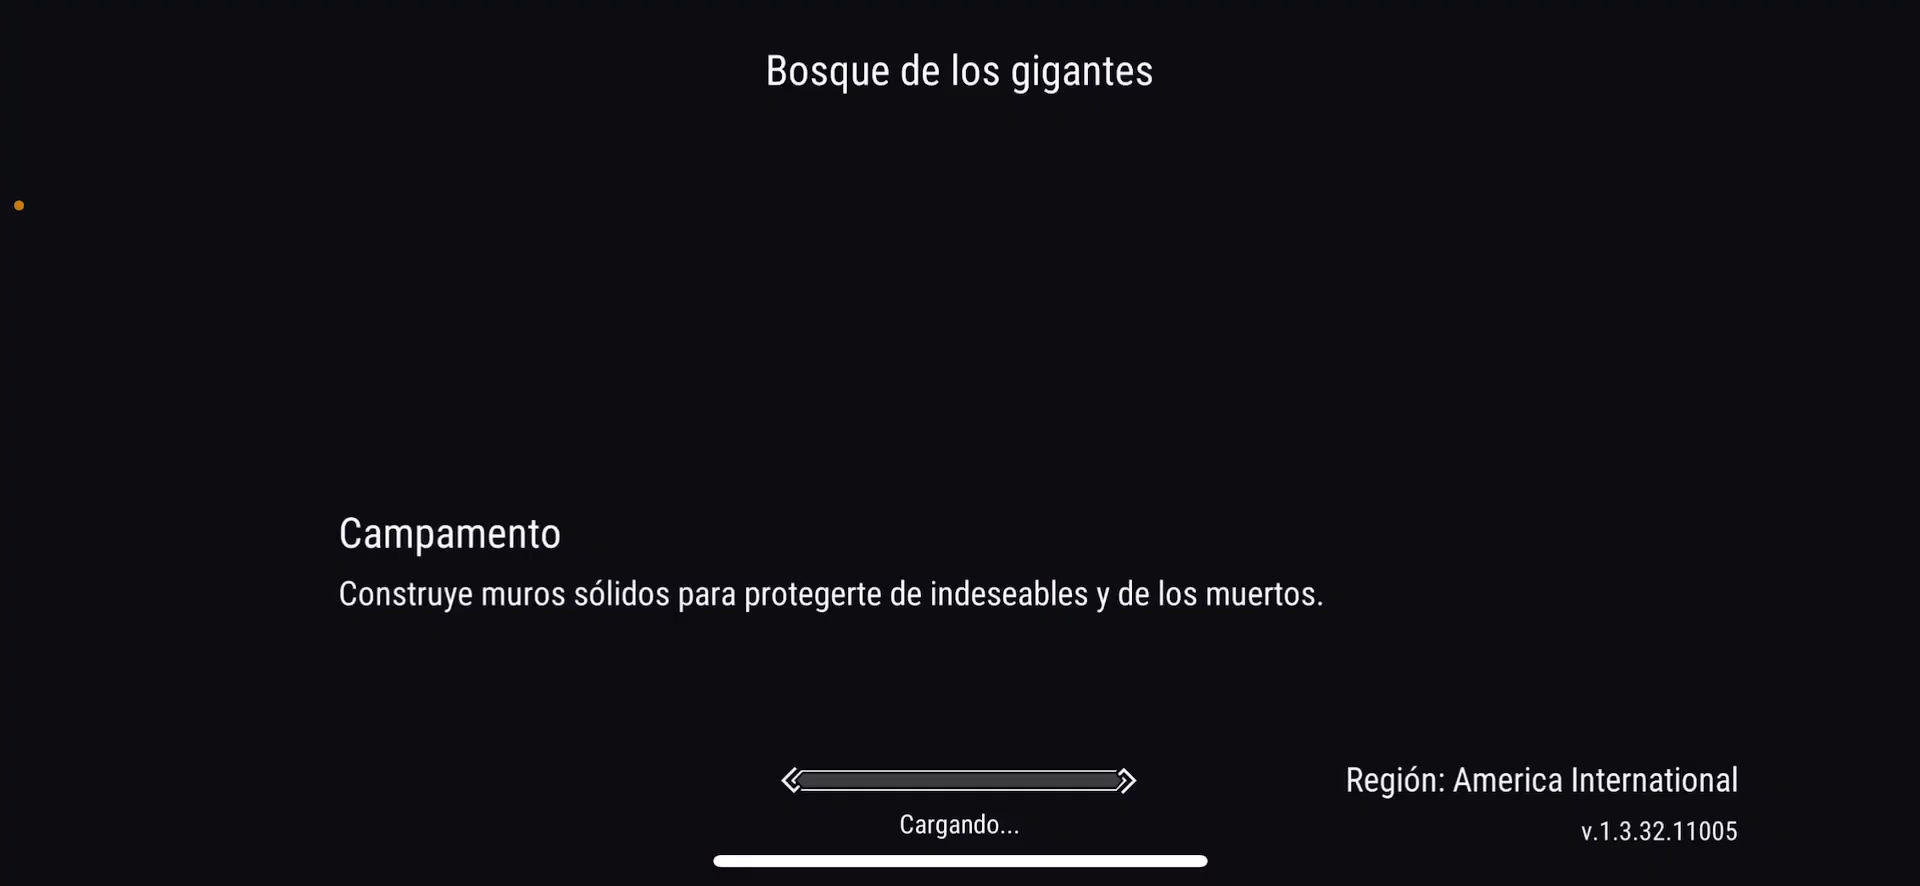 Bosque de los gigantes
Campamento
Construye muros sólidos para protegerte de indeseables y de los muertos.
Región: America International
Cargando...
v.1.3.32.11005